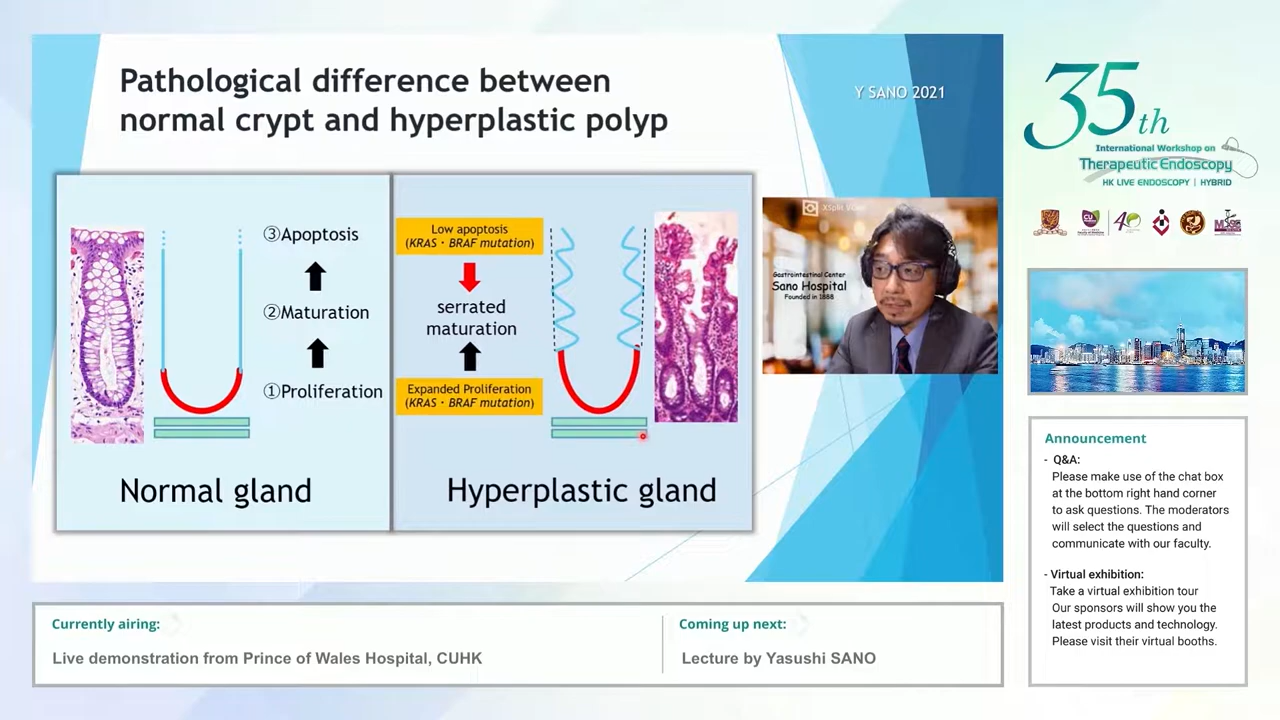 Pathological difference between
normal crypt and hyperplastic polyp
Y SANO 2021
③Apoptosis
②Maturation
①Proliferation
Normal gland
Low apoptosis
(KRAS・BRAF mutation)
serrated
maturation
Expanded Proliferation
(KRAS・BRAF mutation)
Hyperplastic gland
XSplit
Gastrointestinal Center
Sano Hospital
Founded in 1888
35th
International Workshop on
Therapeutic Endoscopy
HK LIVE ENDOSCOPY | HYBRID
Announcement
- Q&A:
Please make use of the chat box
at the bottom right hand corner
to ask questions. The moderators
will select the questions and
communicate with our faculty.
- Virtual exhibition:
Take a virtual exhibition tour
Our sponsors will show you the
latest products and technology.
Please visit their virtual booths.
Currently airing:
Live demonstration from Prince of Wales Hospital, CUHK
Coming up next:
Lecture by Yasushi SANO